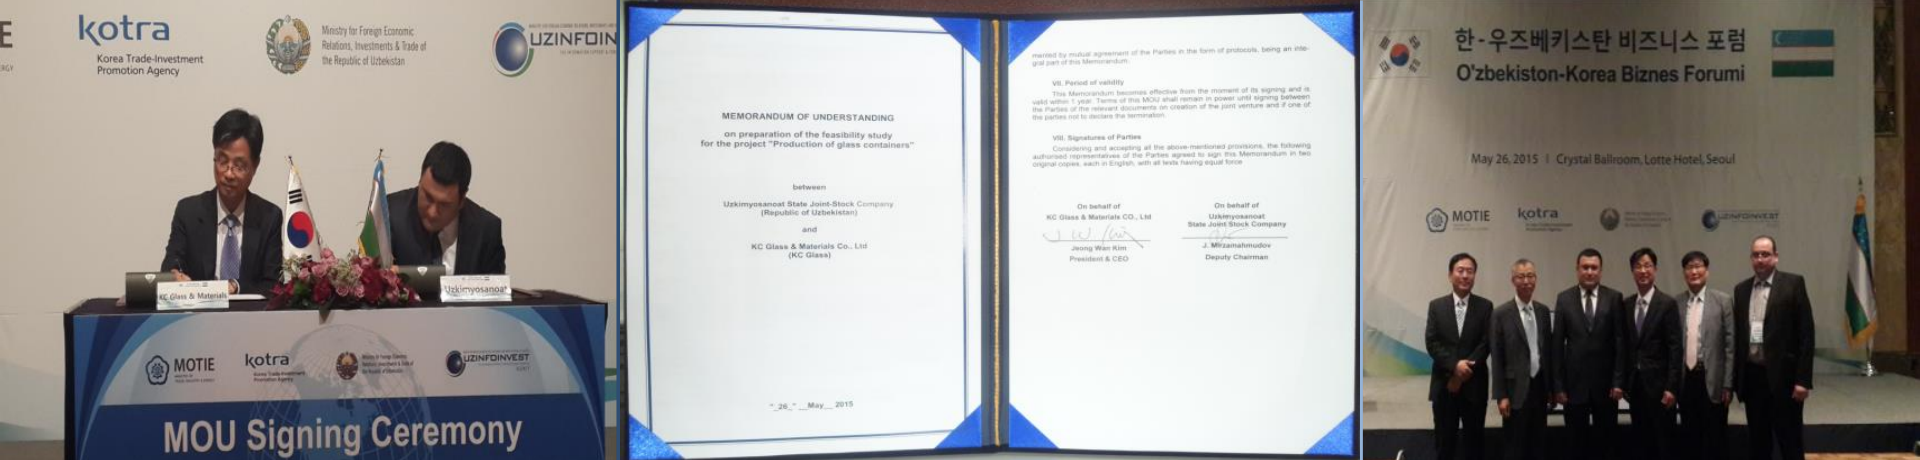 kotra
Korea Trade-Investment
Promotion Agency
Ministry for Foreign Economic
Relations, Investments & Trade of
the Republic of Uzbekistan
UZINFOIN
KC Glass & Materials
Uzkimyosanoat
MOTIE
kotra
Korea Trade-Investment
Promotion Agency
UZINFOINVEST
MOU Signing Ceremony
MEMORANDUM OF UNDERSTANDING
on preparation of the feasibility study
for the project "Production of glass containers"
between
Uzkimyosanoat State Joint-Stock Company
(Republic of Uzbekistan)
and
KC Glass & Materials Co., Ltd
(KC Glass)
"_26_" __May__ 2015
mented by mutual agreement of the Parties in the form of protocols, being an inte-
gral part of this Memorandum.
VII. Period of validity
This Memorandum becomes effective from the moment of its signing and is
valid within 1 year. Terms of this MOU shall remain in power until signing between
the Parties of the relevant documents on creation of the joint venture and if one of
the parties not to declare the termination.
VIII. Signatures of Parties
Considering and accepting all the above-mentioned provisions, the following
authorised representatives of the Parties agreed to sign this Memorandum in two
original copies, each in English, with all texts having equal force
On behalf of
KC Glass & Materials CO., Ltd
Jeong Wan Kim
President & CEO
On behalf of
Uzkimyosanoat
State Joint Stock Company
J. Mirzamahmudov
Deputy Chairman
한-우즈베키스탄 비즈니스 포럼
O'zbekiston-Korea Biznes Forumi
May 26, 2015 | Crystal Ballroom, Lotte Hotel, Seoul
MOTIE
kotra
UZINFOINVEST